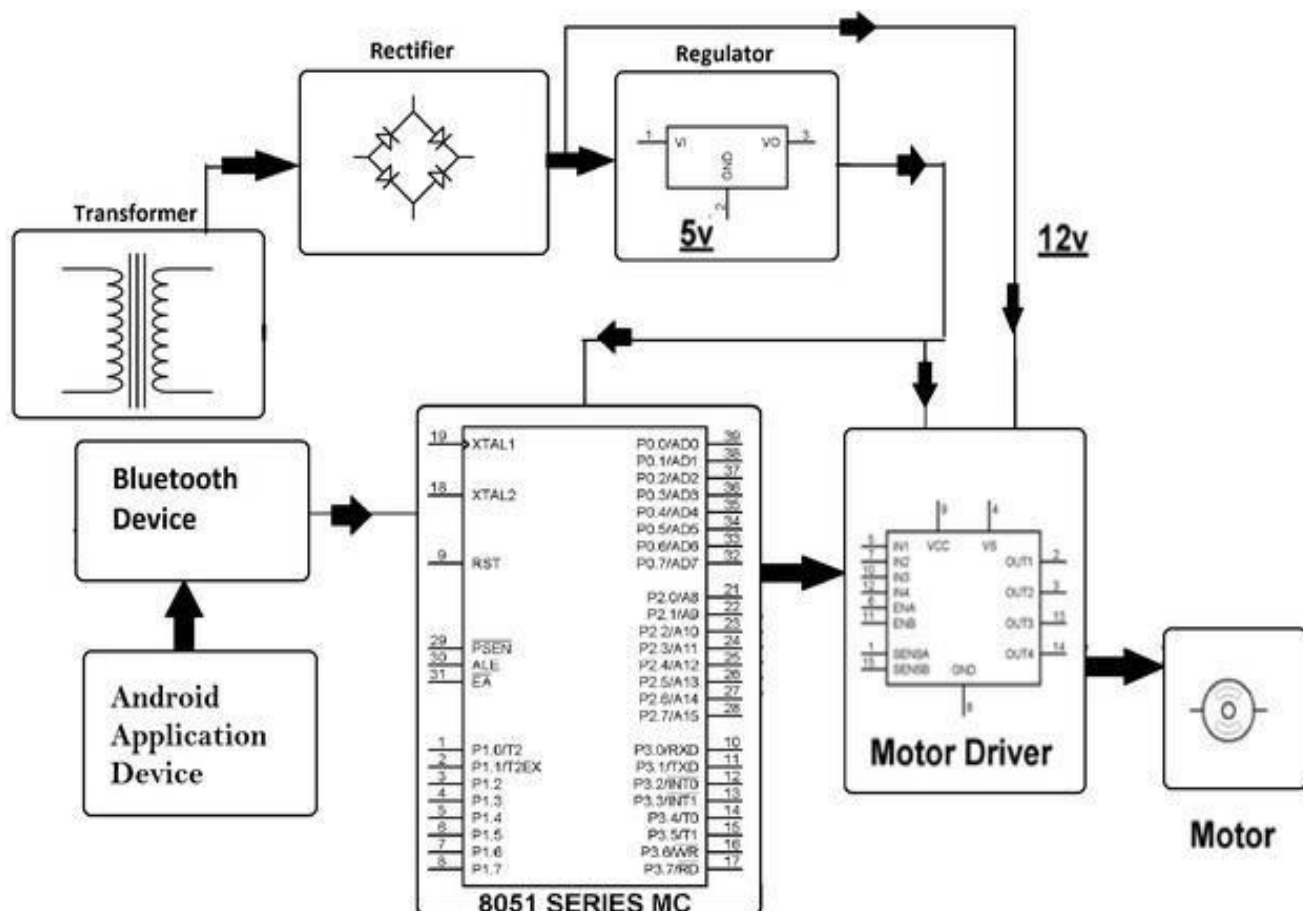 Rectifier
Regulator
1
VI
VO
3
GND
2
5v
12v
Transformer
Bluetooth
Device
Android
Application
Device
19
XTAL1
18
XTAL2
9
RST
29
PSEN
30
ALE
31
EA
1
P1.0/T2
2
P1.1/T2EX
3
P1.2
4
P1.3
5
P1.4
6
P1.5
7
P1.6
8
P1.7
P0.0/AD0
39
P0.1/AD1
38
P0.2/AD2
37
P0.3/AD3
36
P0.4/AD4
35
P0.5/AD5
34
P0.6/AD6
33
P0.7/AD7
32
P2.0/A8
21
P2.1/A9
22
P2.2/A10
23
P2.3/A11
24
P2.4/A12
25
P2.5/A13
26
P2.6/A14
27
P2.7/A15
28
P3.0/RXD
10
P3.1/TXD
11
P3.2/INT0
12
P3.3/INT1
13
P3.4/T0
14
P3.5/T1
15
P3.6/WR
16
P3.7/RD
17
8051 SERIES MC
9
4
VCC
VS
5
IN1
7
IN2
10
IN3
12
IN4
6
ENA
11
ENB
1
SENSA
15
SENSB
GND
8
OUT1
2
OUT2
3
OUT3
13
OUT4
14
Motor Driver
Motor